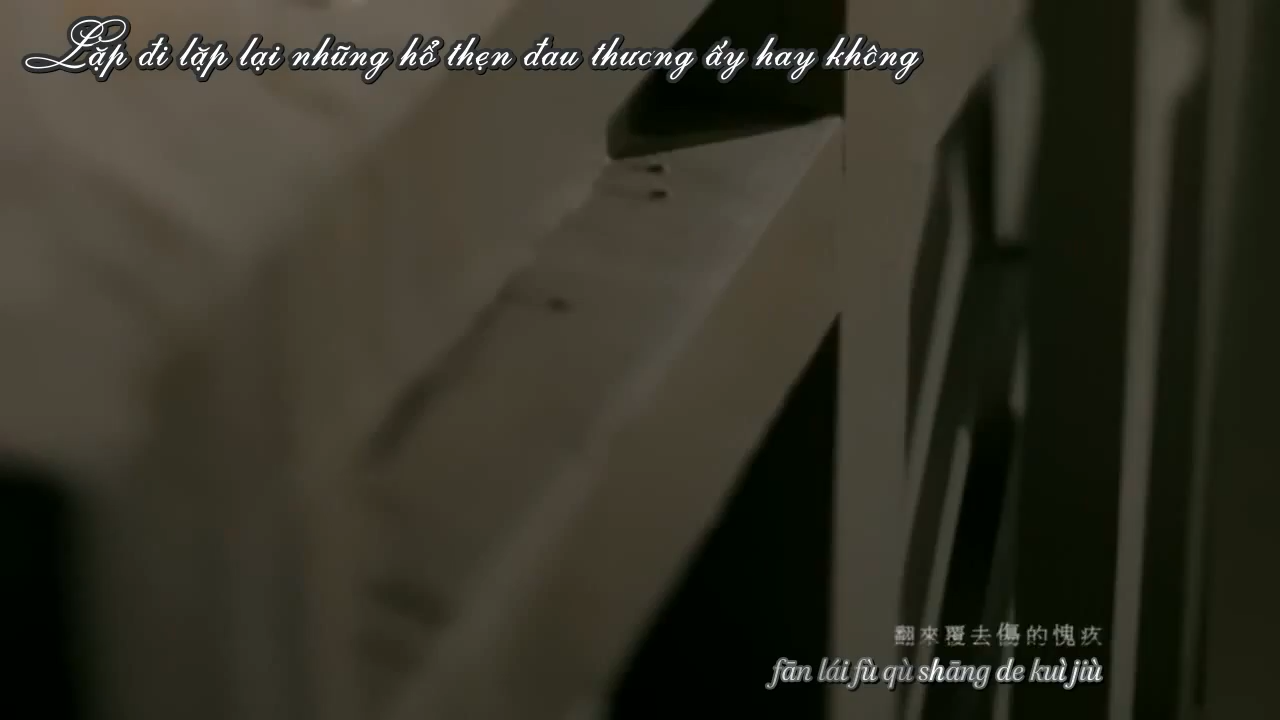 Lặp đi lặp lại những hổ thẹn đau thương ấy hay không
翻來覆去傷的愧疚
fān lái fù qù shāng de kuì jiù